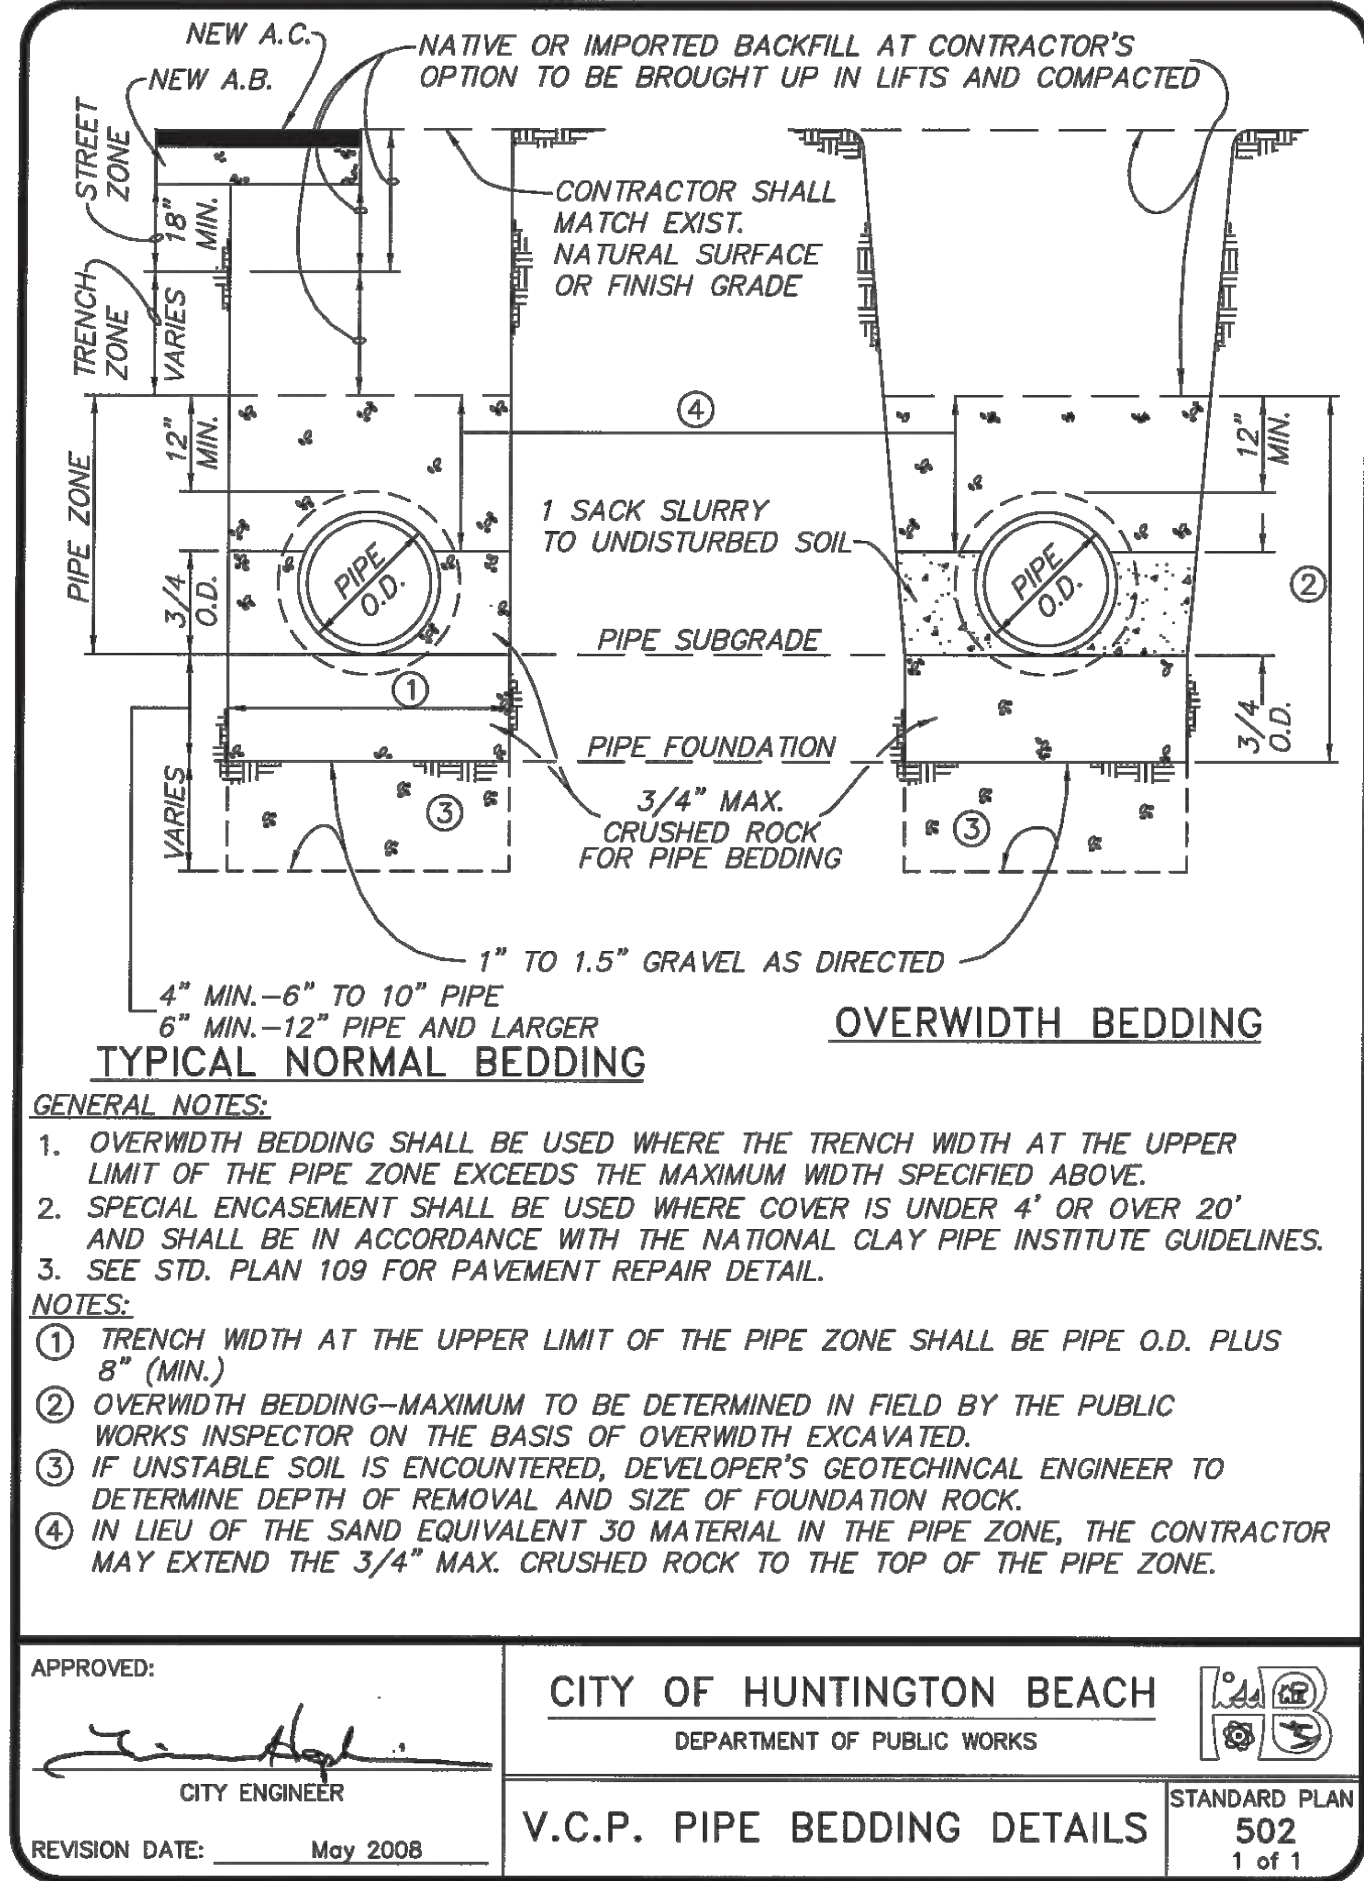 NEW A.C.
NEW A.B.
NATIVE OR IMPORTED BACKFILL AT CONTRACTOR'S
OPTION TO BE BROUGHT UP IN LIFTS AND COMPACTED
STREET
ZONE
18"
MIN.
CONTRACTOR SHALL
MATCH EXIST.
NATURAL SURFACE
OR FINISH GRADE
TRENCH
ZONE
VARIES
PIPE ZONE
12"
MIN.
4
12"
MIN.
1 SACK SLURRY
TO UNDISTURBED SOIL
3/4
O.D.
PIPE
O.D.
PIPE
O.D.
2
PIPE SUBGRADE
1
3/4
O.D.
PIPE FOUNDATION
VARIES
3
3/4" MAX.
CRUSHED ROCK
FOR PIPE BEDDING
3
1" TO 1.5" GRAVEL AS DIRECTED
4" MIN.-6" TO 10" PIPE
6" MIN.-12" PIPE AND LARGER
TYPICAL NORMAL BEDDING
OVERWIDTH BEDDING
GENERAL NOTES:
1. OVERWIDTH BEDDING SHALL BE USED WHERE THE TRENCH WIDTH AT THE UPPER
LIMIT OF THE PIPE ZONE EXCEEDS THE MAXIMUM WIDTH SPECIFIED ABOVE.
2. SPECIAL ENCASEMENT SHALL BE USED WHERE COVER IS UNDER 4' OR OVER 20'
AND SHALL BE IN ACCORDANCE WITH THE NATIONAL CLAY PIPE INSTITUTE GUIDELINES.
3. SEE STD. PLAN 109 FOR PAVEMENT REPAIR DETAIL.
NOTES:
1 TRENCH WIDTH AT THE UPPER LIMIT OF THE PIPE ZONE SHALL BE PIPE O.D. PLUS
8" (MIN.)
2 OVERWIDTH BEDDING-MAXIMUM TO BE DETERMINED IN FIELD BY THE PUBLIC
WORKS INSPECTOR ON THE BASIS OF OVERWIDTH EXCAVATED.
3 IF UNSTABLE SOIL IS ENCOUNTERED, DEVELOPER'S GEOTECHINCAL ENGINEER TO
DETERMINE DEPTH OF REMOVAL AND SIZE OF FOUNDATION ROCK.
4 IN LIEU OF THE SAND EQUIVALENT 30 MATERIAL IN THE PIPE ZONE, THE CONTRACTOR
MAY EXTEND THE 3/4" MAX. CRUSHED ROCK TO THE TOP OF THE PIPE ZONE.
APPROVED:
CITY ENGINEER
REVISION DATE: May 2008
CITY OF HUNTINGTON BEACH
DEPARTMENT OF PUBLIC WORKS
HB
V.C.P. PIPE BEDDING DETAILS
STANDARD PLAN
502
1 of 1